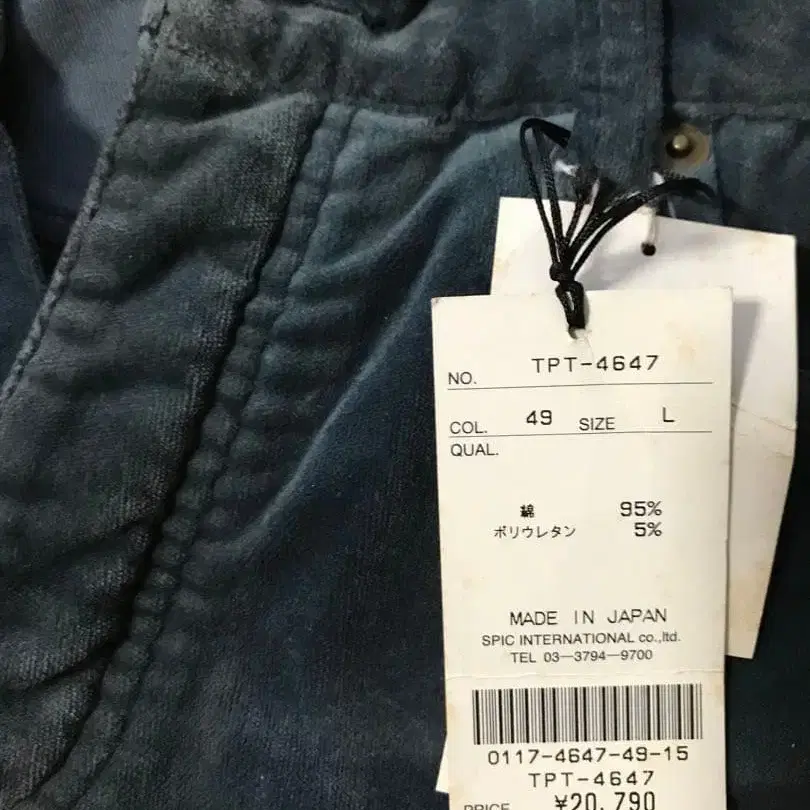 NO. TPT-4647
COL. 49 SIZE L
QUAL.
綿 95%
ポリウレタン 5%
MADE IN JAPAN
SPIC INTERNATIONAL co.,ltd.
TEL 03—3794—9700
0117-4647-49-15
TPT-4647
PRICE ¥20,790